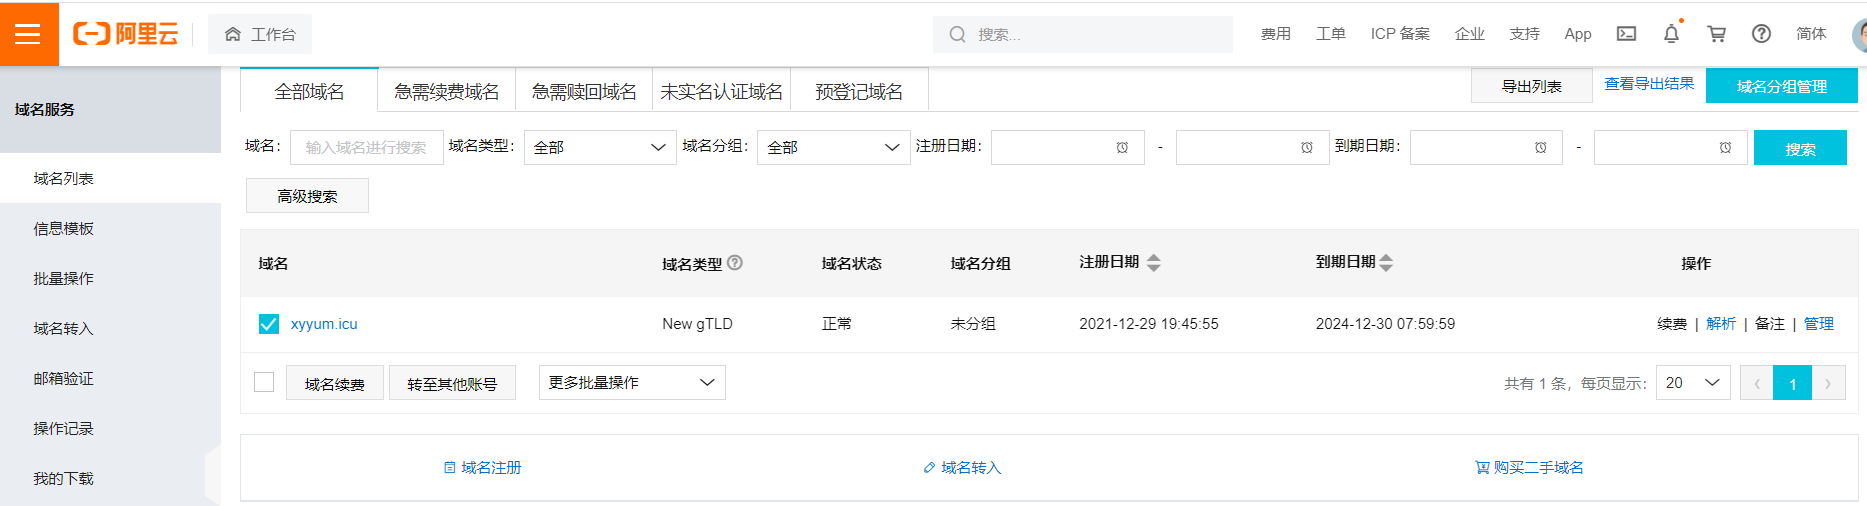 阿里云 工作台 搜索... 费用 工单 ICP 备案 企业 支持 App 简体
域名服务
域名列表
信息模板
批量操作
域名转入
邮箱验证
操作记录
我的下载
全部域名 急需续费域名 急需赎回域名 未实名认证域名 预登记域名 导出列表 查看导出结果 域名分组管理
域名： 输入域名进行搜索 域名类型： 全部 域名分组： 全部 注册日期： - 到期日期： - 搜索
高级搜索
域名 域名类型 域名状态 域名分组 注册日期 到期日期 操作
xyyum.icu New gTLD 正常 未分组 2021-12-29 19:45:55 2024-12-30 07:59:59 续费 | 解析 | 备注 | 管理
域名续费 转至其他账号 更多批量操作 共有 1 条，每页显示： 20 1
域名注册 域名转入 购买二手域名